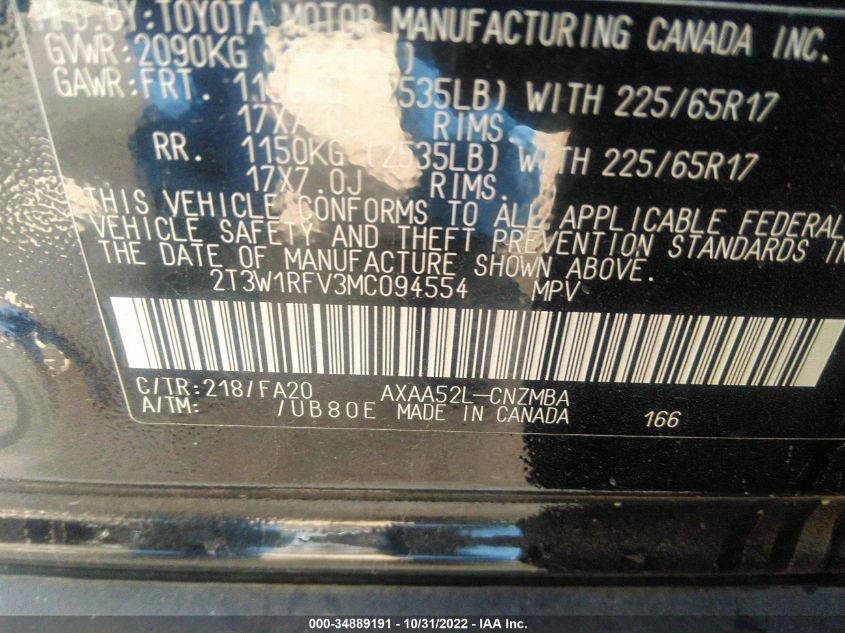 BY: TOYOTA MOTOR MANUFACTURING CANADA INC.
GVWR: 2090KG
GAWR: FRT. (2535LB) WITH 225/65R17
17X7 RIMS
RR. 1150KG (2535LB) WITH 225/65R17
17X7.0J RIMS.
THIS VEHICLE CONFORMS TO ALL APPLICABLE FEDERAL
VEHICLE SAFETY AND THEFT PREVENTION STANDARDS IN
THE DATE OF MANUFACTURE SHOWN ABOVE.
2T3W1RFV3MC094554 MPV
C/TR: 218/FA20 AXAA52L-CNZMBA
A/TM: /UB80E MADE IN CANADA 166
000-34889191 - 10/31/2022 - IAA Inc.